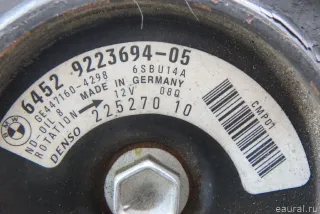 6452 9223694-05
GE447160-4298 6SBU14A
ND-OIL 8 MADE IN GERMANY
ROTATION 12V 08Q
DENSO 225270 10
CMP01
© eaural.ru